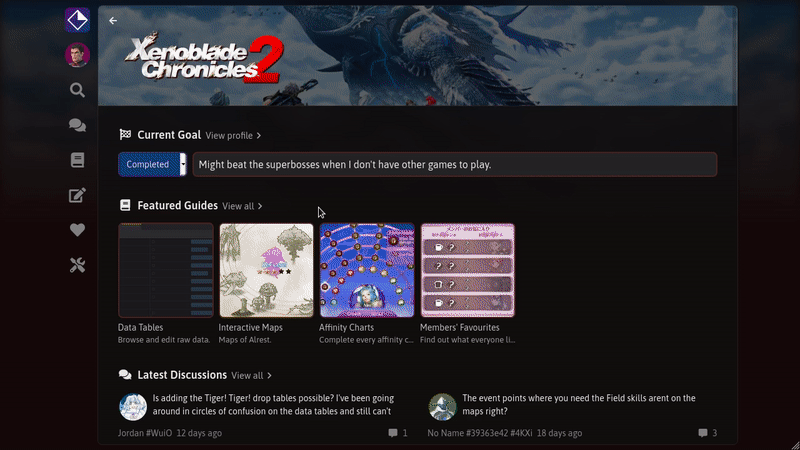 Xenoblade
Chronicles 2
Current Goal View profile
Completed
Might beat the superbosses when I don't have other games to play.
Featured Guides View all
Data Tables
Browse and edit raw data.
Interactive Maps
Maps of Alrest.
Affinity Charts
Complete every affinity c...
Members' Favourites
Find out what everyone li...
Latest Discussions View all
Is adding the Tiger! Tiger! drop tables possible? I've been going
around in circles of confusion on the data tables and still can't
Jordan #WuiO 12 days ago 1
The event points where you need the Field skills arent on the
maps right?
No Name #39363e42 #4KXi 18 days ago 3